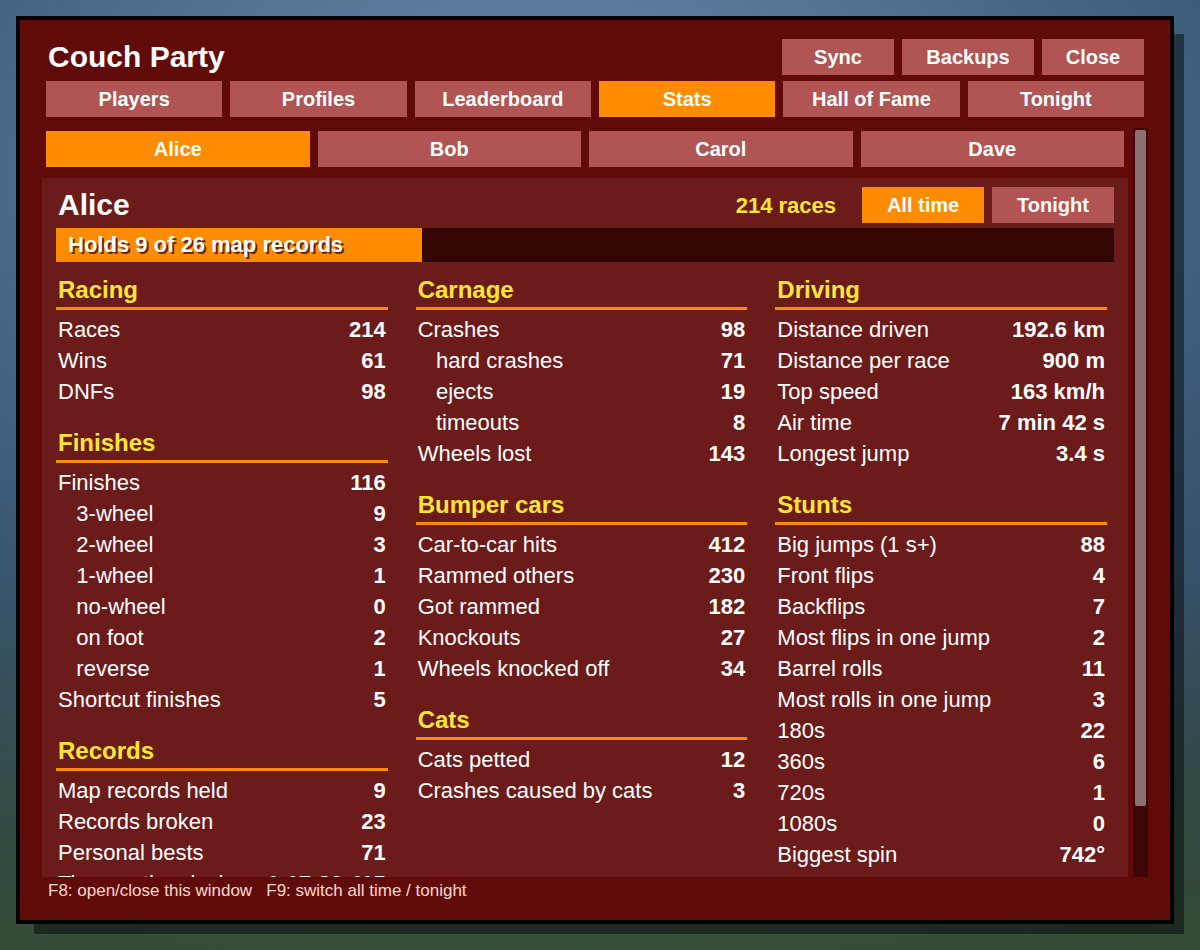 Couch Party
Sync Backups Close
Players Profiles Leaderboard Stats Hall of Fame Tonight
Alice Bob Carol Dave
Alice 214 races All time Tonight
Holds 9 of 26 map records
Racing
Races 214
Wins 61
DNFs 98
Finishes
Finishes 116
3-wheel 9
2-wheel 3
1-wheel 1
no-wheel 0
on foot 2
reverse 1
Shortcut finishes 5
Records
Map records held 9
Records broken 23
Personal bests 71
Carnage
Crashes 98
hard crashes 71
ejects 19
timeouts 8
Wheels lost 143
Bumper cars
Car-to-car hits 412
Rammed others 230
Got rammed 182
Knockouts 27
Wheels knocked off 34
Cats
Cats petted 12
Crashes caused by cats 3
Driving
Distance driven 192.6 km
Distance per race 900 m
Top speed 163 km/h
Air time 7 min 42 s
Longest jump 3.4 s
Stunts
Big jumps (1 s+) 88
Front flips 4
Backflips 7
Most flips in one jump 2
Barrel rolls 11
Most rolls in one jump 3
180s 22
360s 6
720s 1
1080s 0
Biggest spin 742°
F8: open/close this window F9: switch all time / tonight